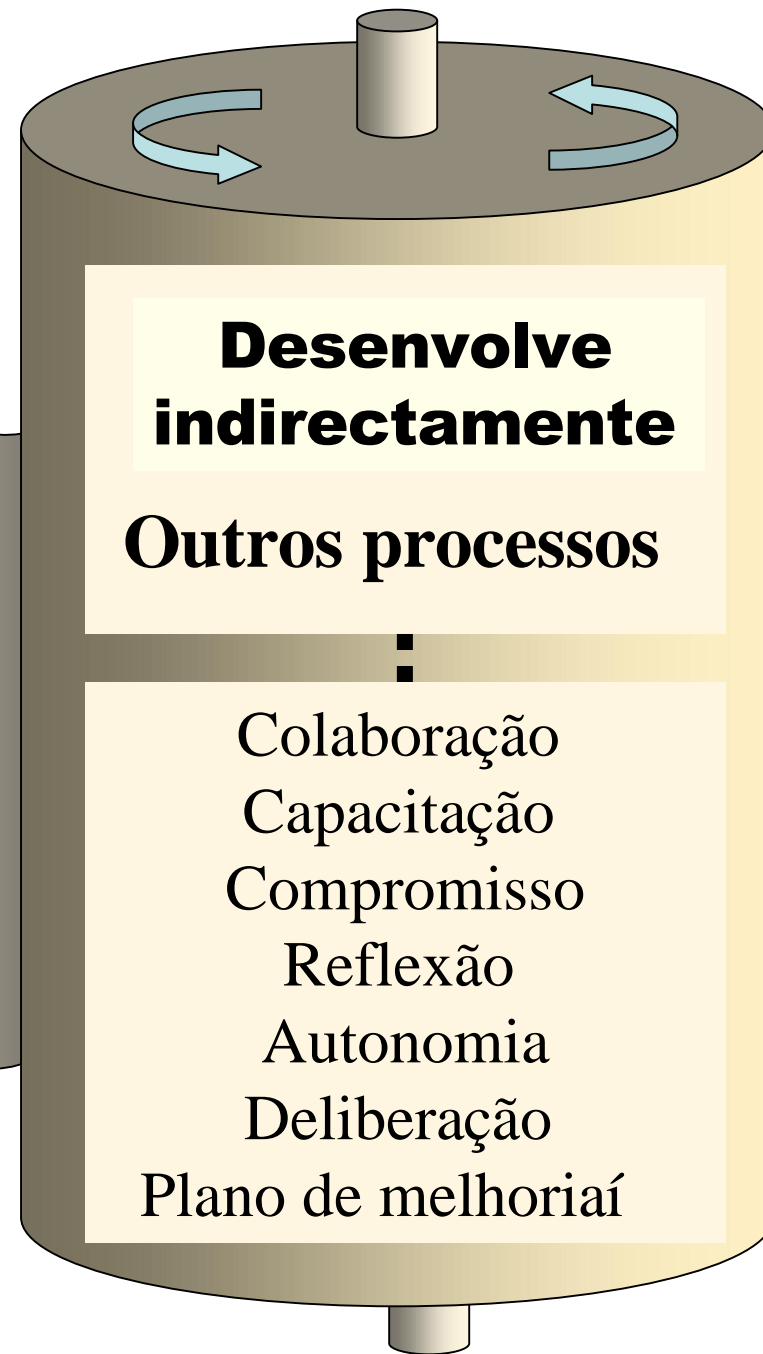 Desenvolve
indirectamente
Outros processos
Colaboração
Capacitação
Compromisso
Reflexão
Autonomia
Deliberação
Plano de melhoriaí